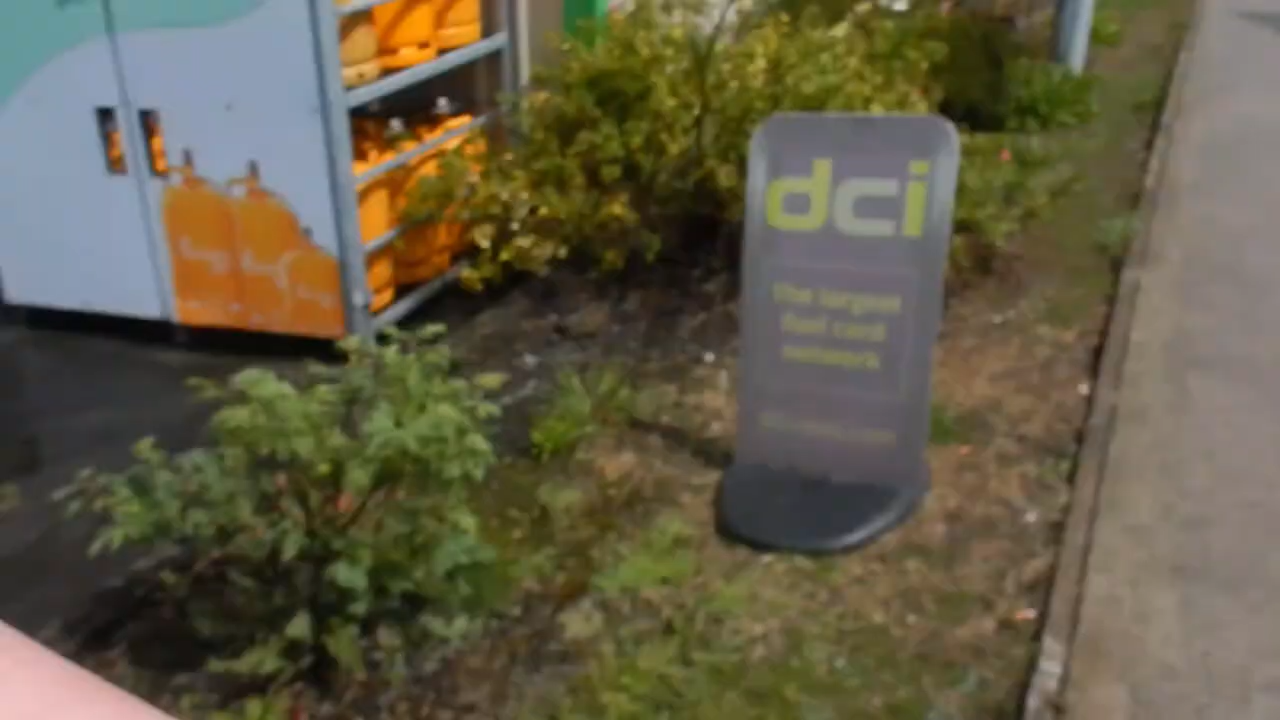 dci
The largest
fuel card
network